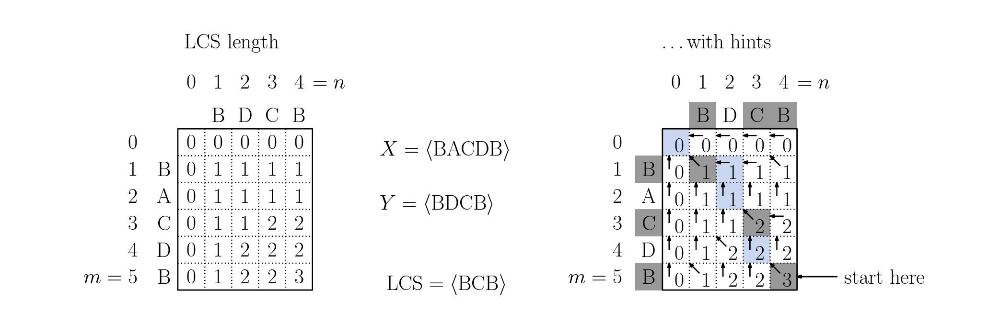 LCS length
...with hints
0 1 2 3 4 = n
0 1 2 3 4 = n
B D C B
B D C B
0 0 0 0 0 0
X = ⟨BACDB⟩
0 0 0 0 0 0
1 B 0 1 1 1 1
1 B 0 1 1 1 1
2 A 0 1 1 1 1
Y = ⟨BDCB⟩
2 A 0 1 1 1 1
3 C 0 1 1 2 2
3 C 0 1 1 2 2
4 D 0 1 2 2 2
4 D 0 1 2 2 2
m = 5 B 0 1 2 2 3
LCS = ⟨BCB⟩
m = 5 B 0 1 2 2 3 start here